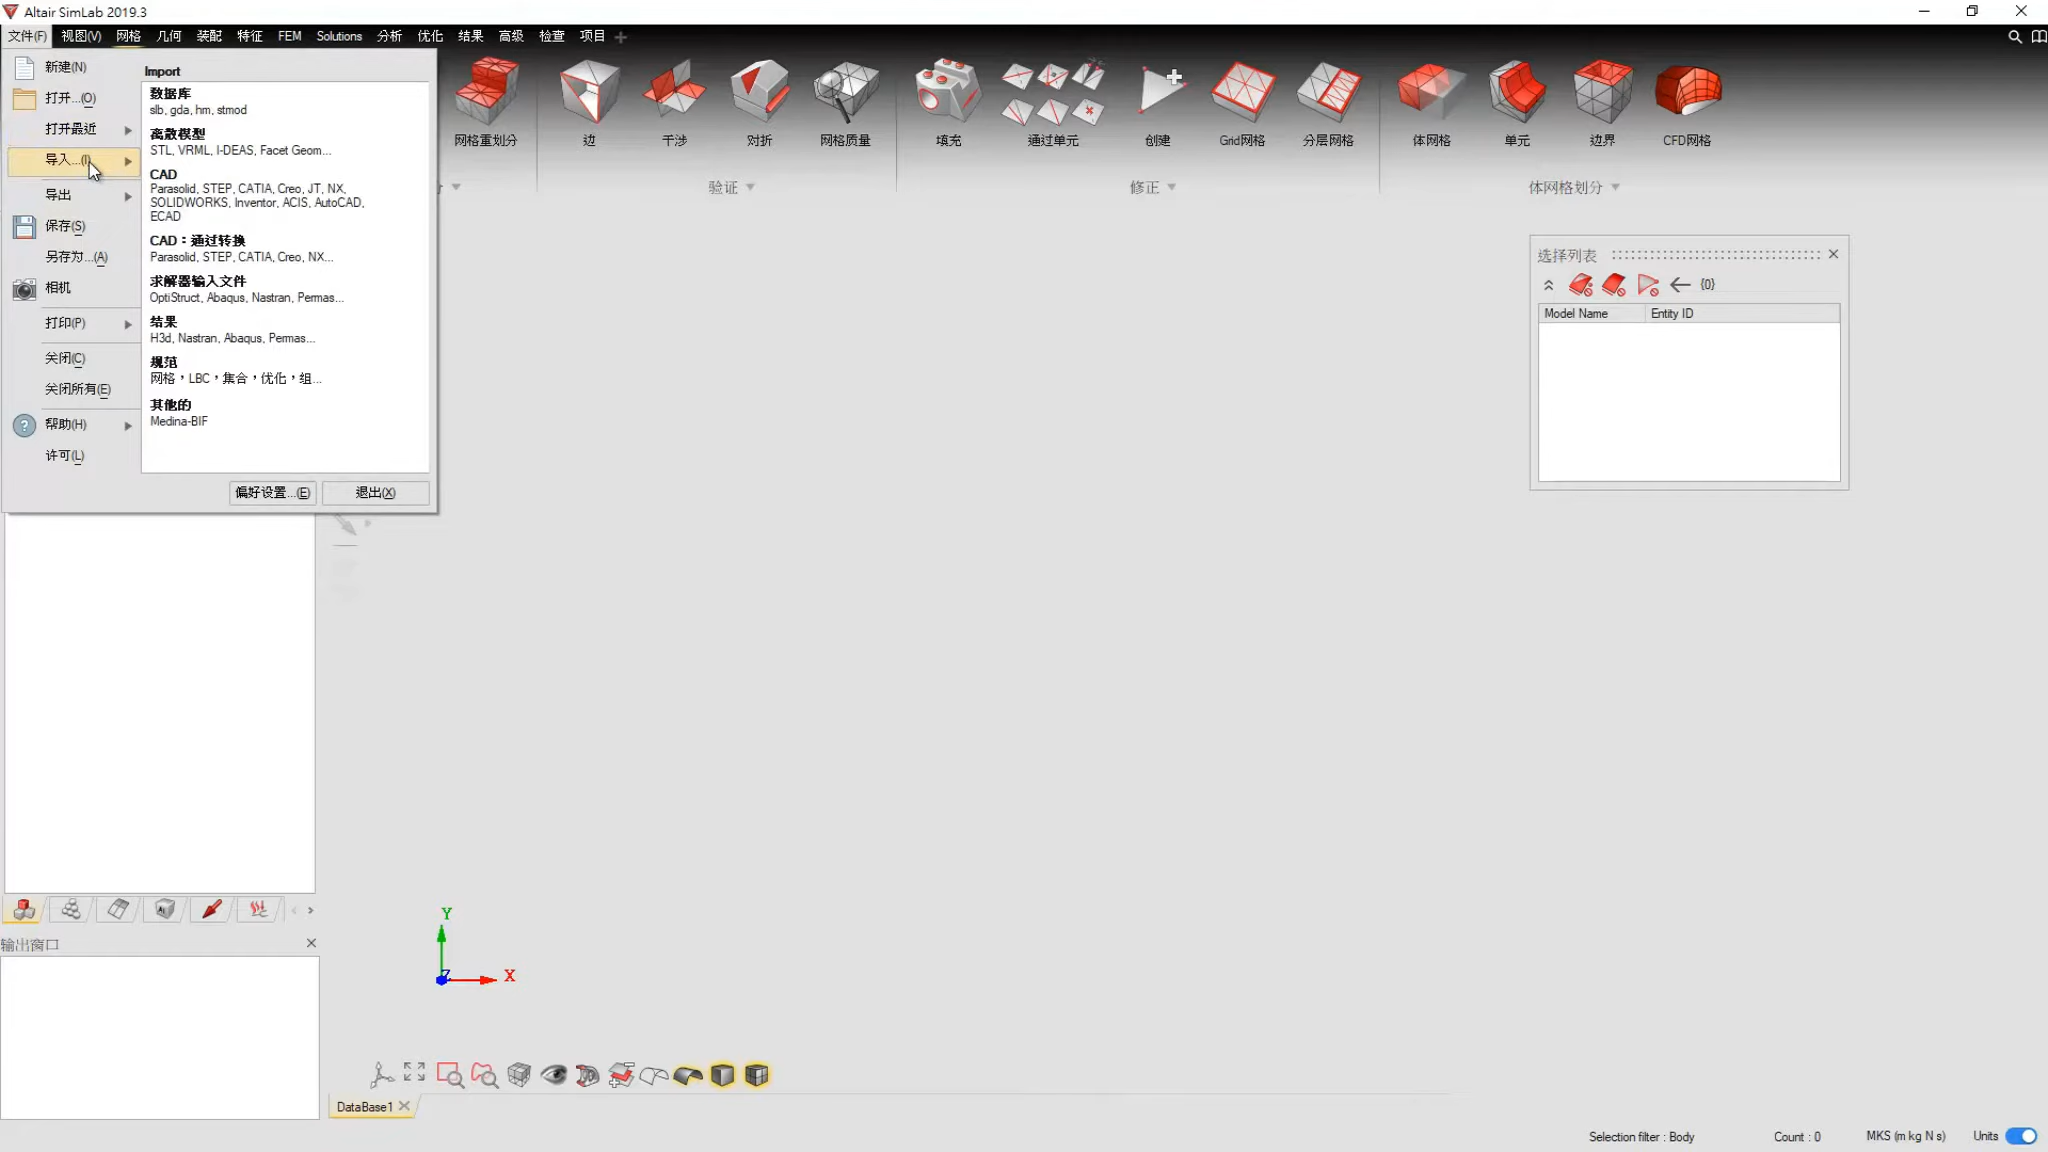 Altair SimLab 2019.3
文件(F) 视图(V) 网格 几何 装配 特征 FEM Solutions 分析 优化 结果 高级 检查 项目
新建(N)
打开...(O)
打开最近
导入...(I)
导出
保存(S)
另存为...(A)
相机
打印(P)
关闭(C)
关闭所有(E)
帮助(H)
许可(L)
Import
数据库
slb, gda, hm, stmod
离散模型
STL, VRML, I-DEAS, Facet Geom...
CAD
Parasolid, STEP, CATIA, Creo, JT, NX,
SOLIDWORKS, Inventor, ACIS, AutoCAD,
ECAD
CAD：通过转换
Parasolid, STEP, CATIA, Creo, NX...
求解器输入文件
OptiStruct, Abaqus, Nastran, Permas...
结果
H3d, Nastran, Abaqus, Permas...
规范
网格，LBC，集合，优化，组...
其他的
Medina-BIF
偏好设置...(E) 退出(X)
网格重划分 边 干涉 对折 网格质量 填充 通过单元 创建 Grid网格 分层网格 体网格 单元 边界 CFD网格
验证 修正 体网格划分
选择列表
{0}
Model Name Entity ID
输出窗口
Y
Z
X
DataBase1
Selection filter : Body Count : 0 MKS (m kg N s) Units